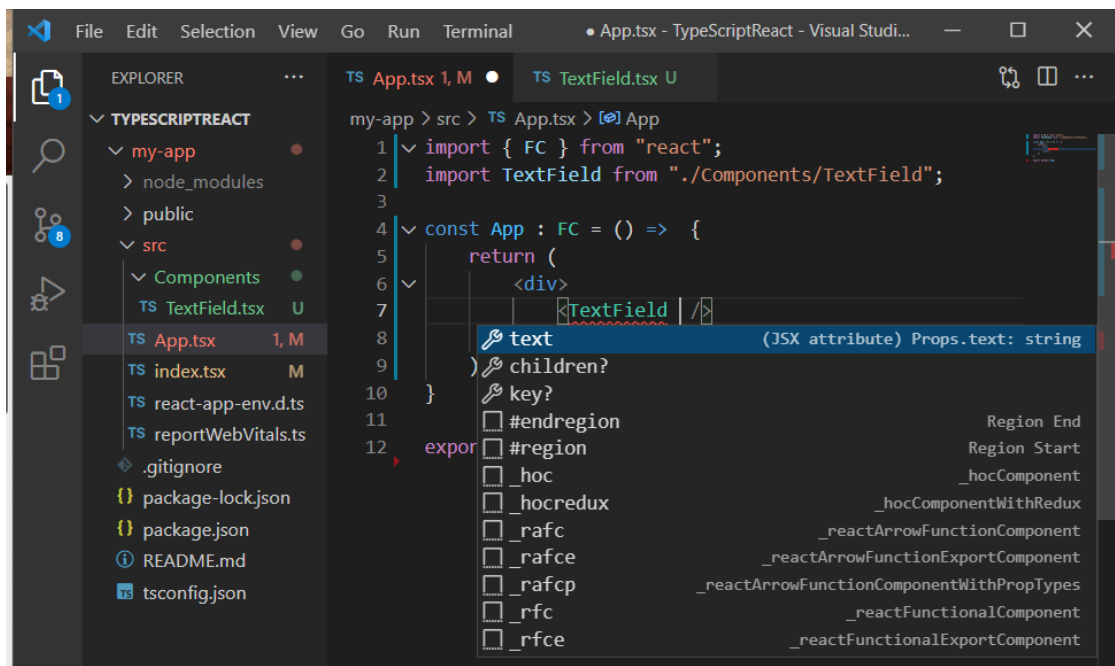 File Edit Selection View Go Run Terminal ● App.tsx - TypeScriptReact - Visual Studi...
EXPLORER ...
TYPESCRIPTREACT
my-app
node_modules
public
src
Components
TS TextField.tsx U
TS App.tsx 1, M
TS index.tsx M
TS react-app-env.d.ts
TS reportWebVitals.ts
.gitignore
{} package-lock.json
{} package.json
README.md
TS tsconfig.json
1
8
TS App.tsx 1, M ● TS TextField.tsx U
my-app > src > TS App.tsx > App
1 import { FC } from "react";
2 import TextField from "./Components/TextField";
3
4 const App : FC = () => {
5 return (
6 <div>
7 <TextField />
8
9 )
10 }
11
12 expor
text (JSX attribute) Props.text: string
children?
key?
#endregion Region End
#region Region Start
_hoc _hocComponent
_hocredux _hocComponentWithRedux
_rafc _reactArrowFunctionComponent
_rafce _reactArrowFunctionExportComponent
_rafcp _reactArrowFunctionComponentWithPropTypes
_rfc _reactFunctionalComponent
_rfce _reactFunctionalExportComponent